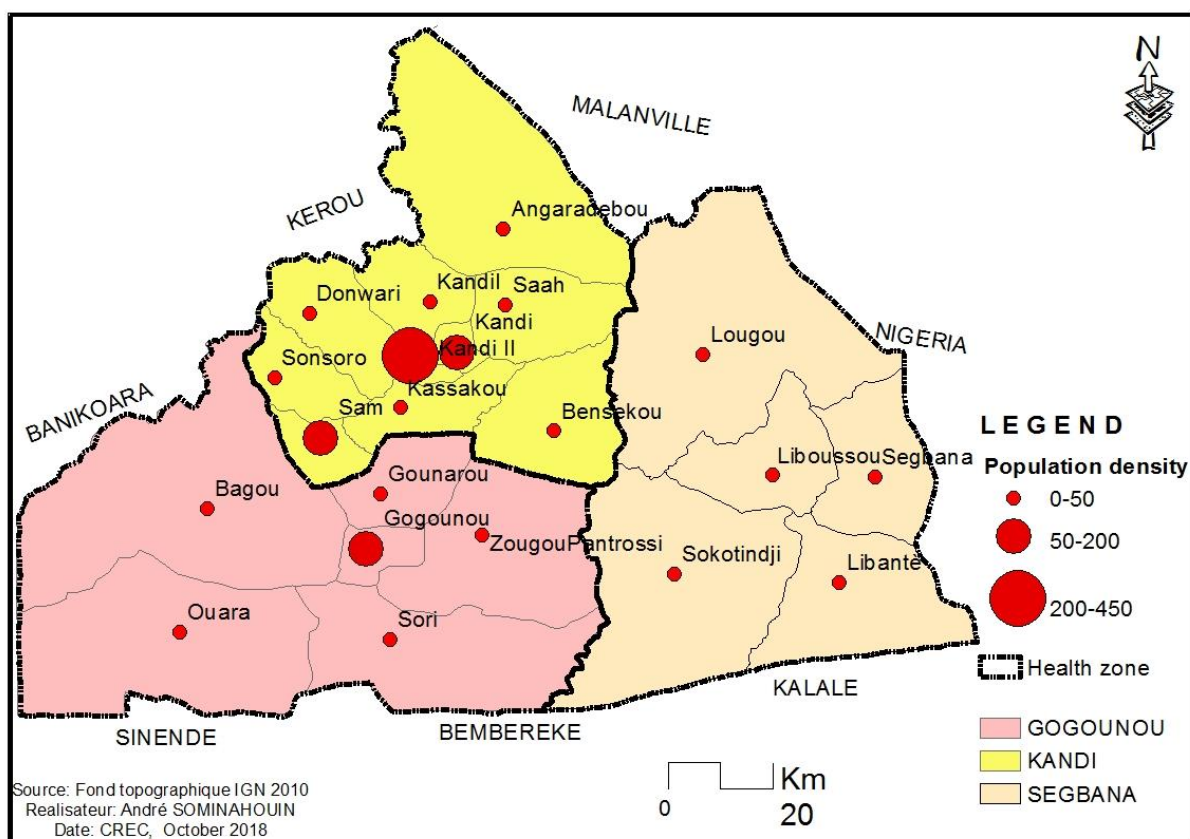 N
MALANVILLE
KEROU
Angaradebou
KandiI
Saah
Donwari
Kandi
Kandi II
Lougou
NIGERIA
Sonsoro
Kassakou
Sam
Bensekou
BANIKOARA
Liboussou
Segbana
Bagou
Gounarou
Gogounou
ZougouPantrossi
Sokotindji
Libantè
Ouara
Sori
KALALE
SINENDE
BEMBEREKE
LEGEND
Population density
0-50
50-200
200-450
Health zone
GOGOUNOU
KANDI
SEGBANA
Km
0
20
Source: Fond topographique IGN 2010
Realisateur: André SOMINAHOUIN
Date: CREC, October 2018